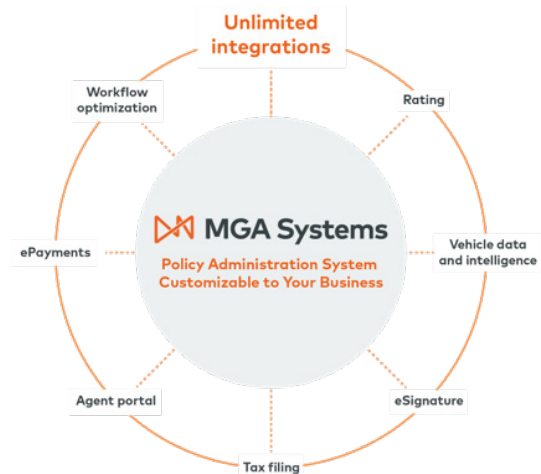 Unlimited
integrations
Workflow
optimization
Rating
MGA Systems
Policy Administration System
Customizable to Your Business
ePayments
Vehicle data
and intelligence
Agent portal
eSignature
Tax filing